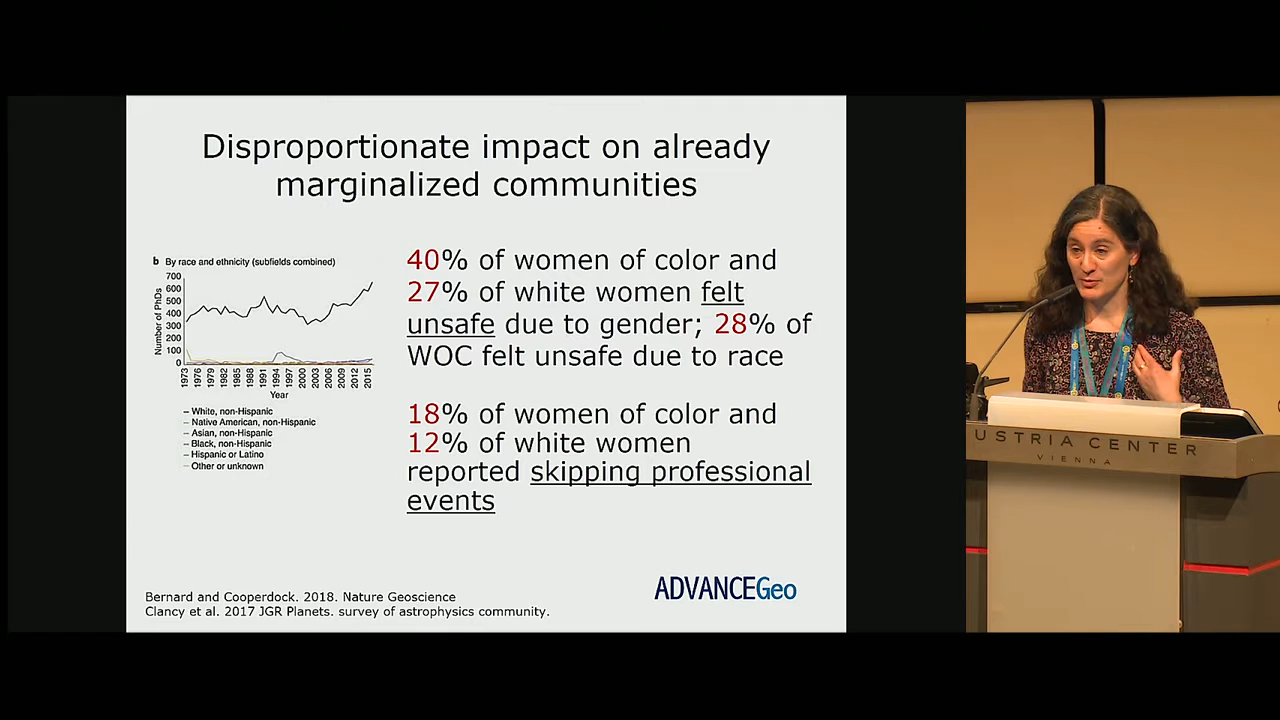 Disproportionate impact on already
marginalized communities
b By race and ethnicity (subfields combined)
700
600
500
400
300
200
100
0
Number of PhDs
1973
1976
1979
1982
1985
1988
1991
1994
1997
2000
2003
2006
2009
2012
2015
Year
White, non-Hispanic
Native American, non-Hispanic
Asian, non-Hispanic
Black, non-Hispanic
Hispanic or Latino
Other or unknown
40% of women of color and
27% of white women felt
unsafe due to gender; 28% of
WOC felt unsafe due to race
18% of women of color and
12% of white women
reported skipping professional
events
Bernard and Cooperdock. 2018. Nature Geoscience
Clancy et al. 2017 JGR Planets. survey of astrophysics community.
ADVANCEGeo
USTRIA CENTER
VIENNA